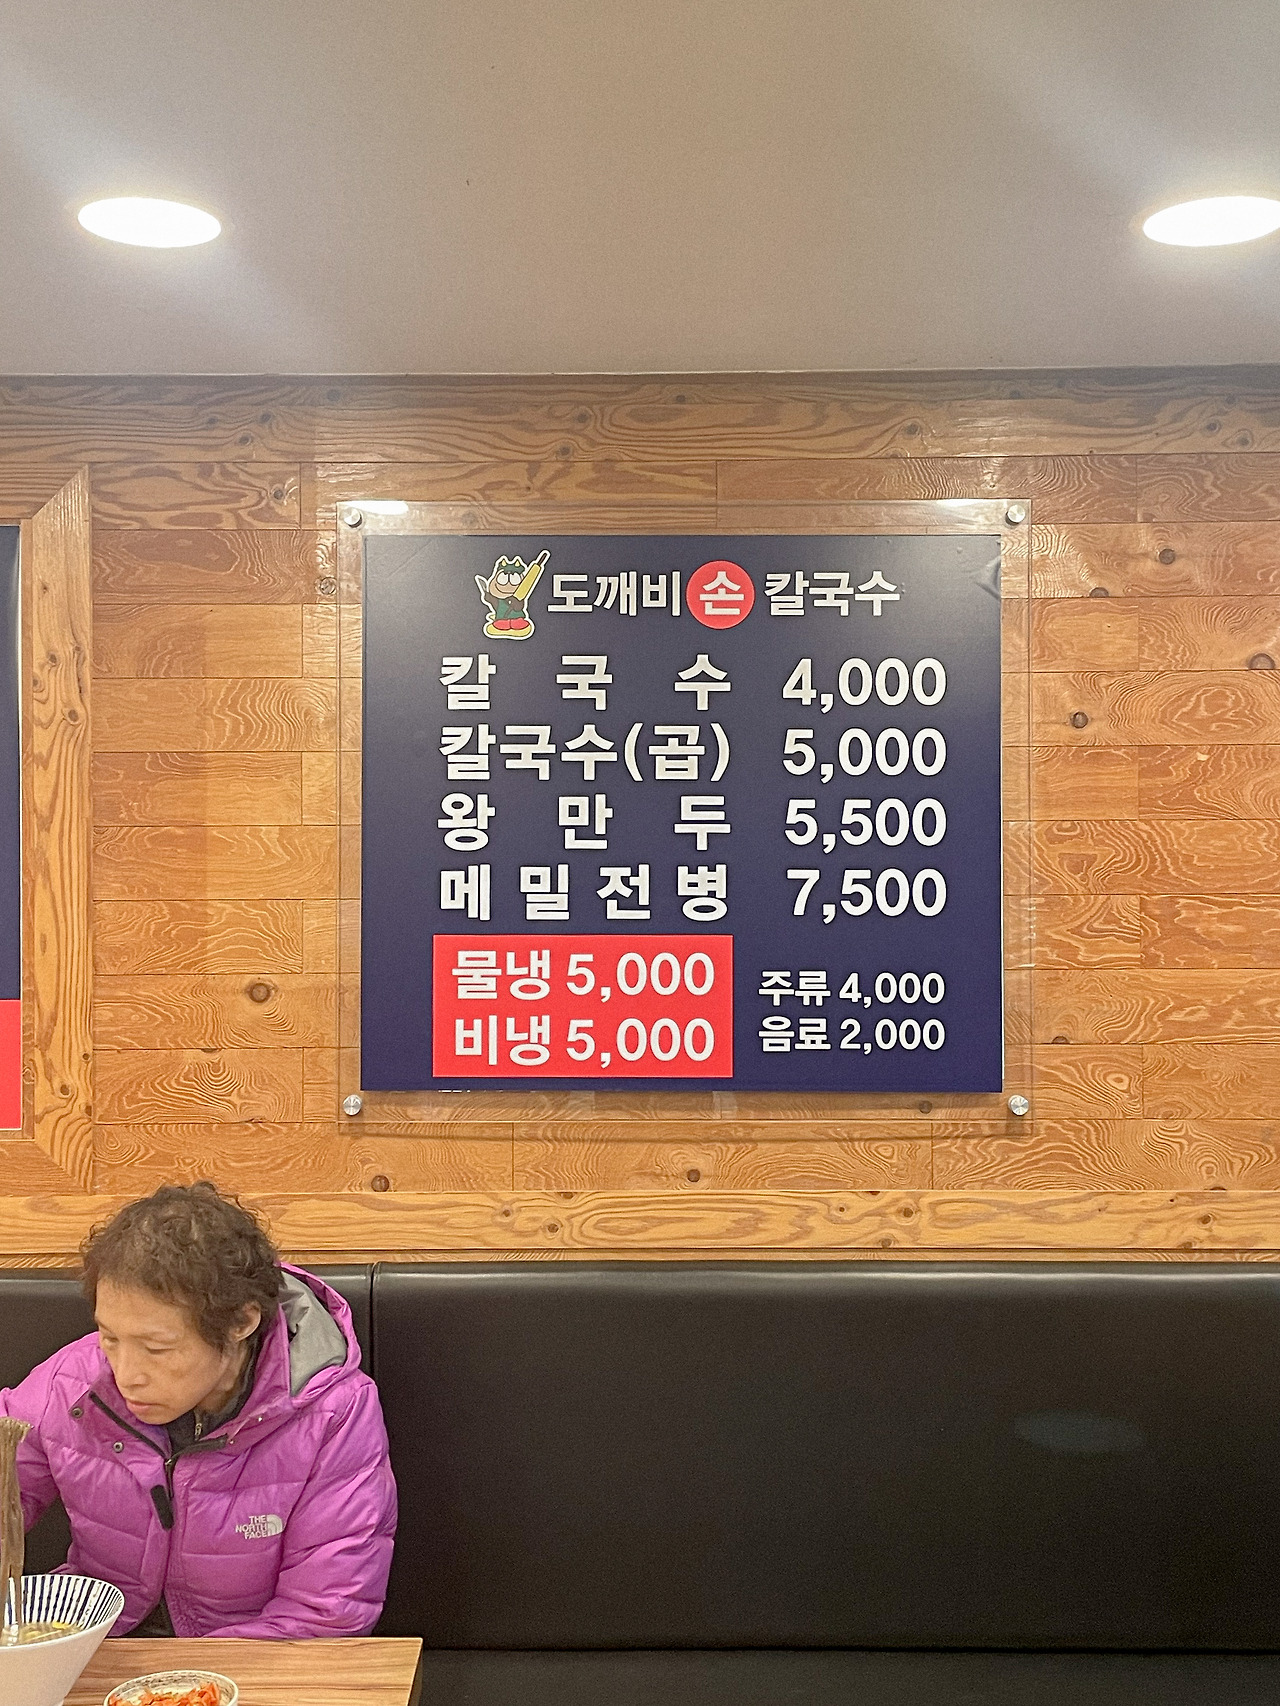 도깨비 손 칼국수
칼국수 4,000
칼국수(곱) 5,000
왕만두 5,500
메밀전병 7,500
물냉 5,000
비냉 5,000
주류 4,000
음료 2,000
THE
NORTH
FACE